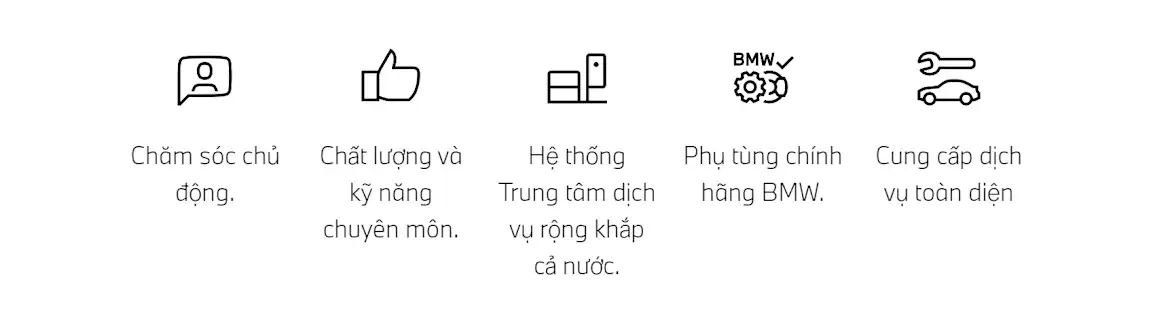 BMW
Chăm sóc chủ
động.
Chất lượng và
kỹ năng
chuyên môn.
Hệ thống
Trung tâm dịch
vụ rộng khắp
cả nước.
Phụ tùng chính
hãng BMW.
Cung cấp dịch
vụ toàn diện